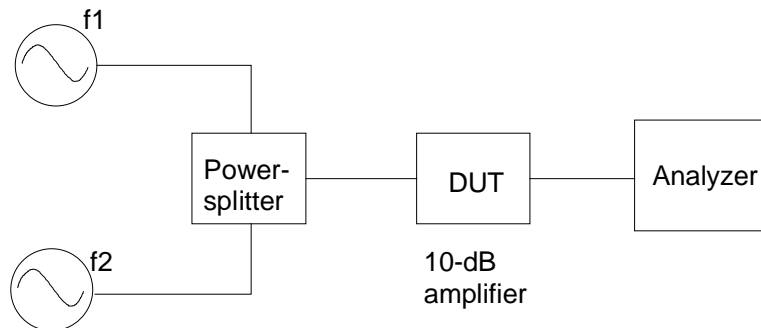 f1
Power-
splitter
DUT
Analyzer
f2
10-dB
amplifier